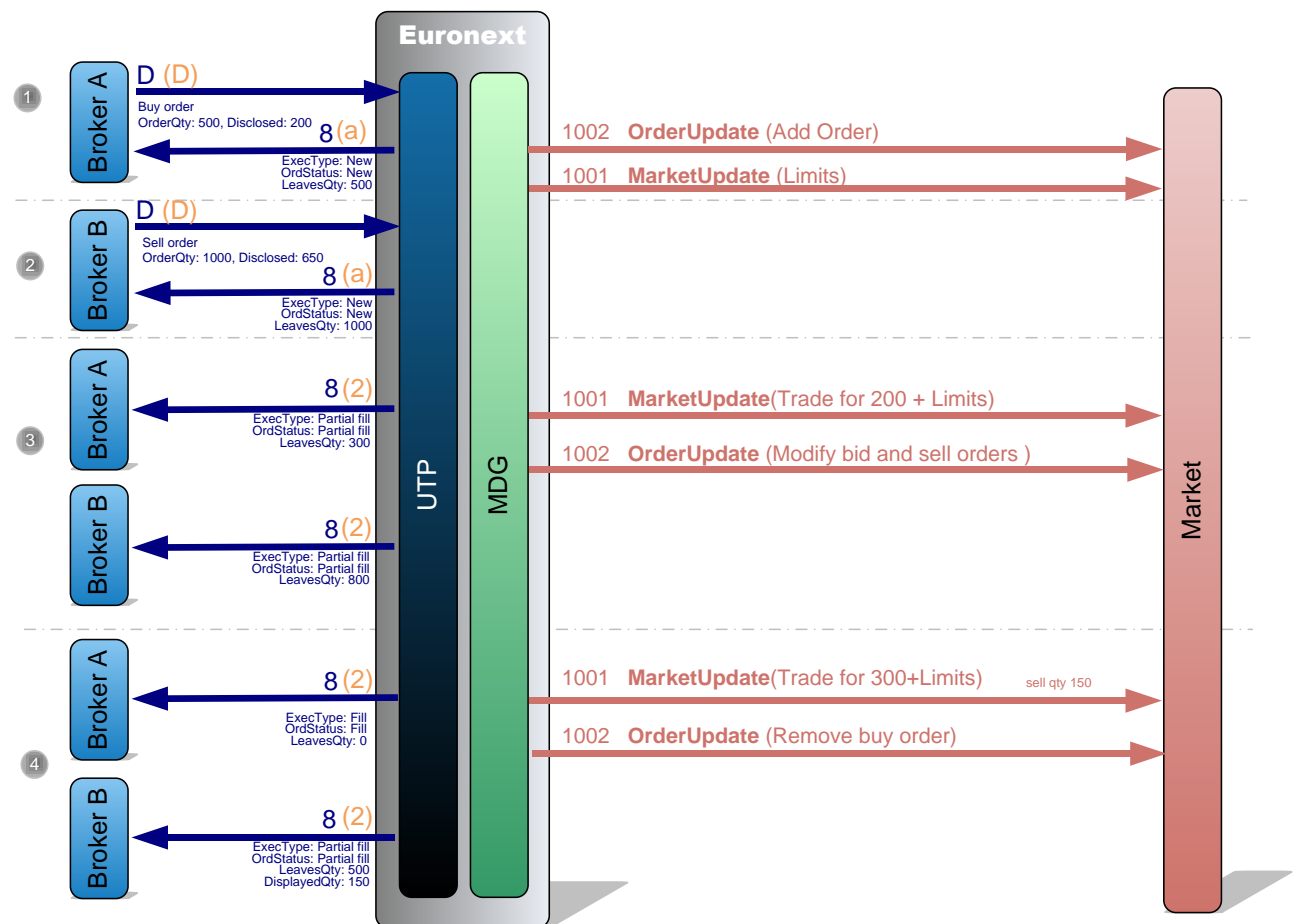 Euronext
1
Broker A
D (D)
Buy order
OrderQty: 500, Disclosed: 200
8 (a)
ExecType: New
OrdStatus: New
LeavesQty: 500
1002 OrderUpdate (Add Order)
1001 MarketUpdate (Limits)
2
Broker B
D (D)
Sell order
OrderQty: 1000, Disclosed: 650
8 (a)
ExecType: New
OrdStatus: New
LeavesQty: 1000
3
Broker A
8 (2)
ExecType: Partial fill
OrdStatus: Partial fill
LeavesQty: 300
1001 MarketUpdate(Trade for 200 + Limits)
1002 OrderUpdate (Modify bid and sell orders )
UTP
MDG
Market
Broker B
8 (2)
ExecType: Partial fill
OrdStatus: Partial fill
LeavesQty: 800
4
Broker A
8 (2)
ExecType: Fill
OrdStatus: Fill
LeavesQty: 0
1001 MarketUpdate(Trade for 300+Limits) sell qty 150
1002 OrderUpdate (Remove buy order)
Broker B
8 (2)
ExecType: Partial fill
OrdStatus: Partial fill
LeavesQty: 500
DisplayedQty: 150